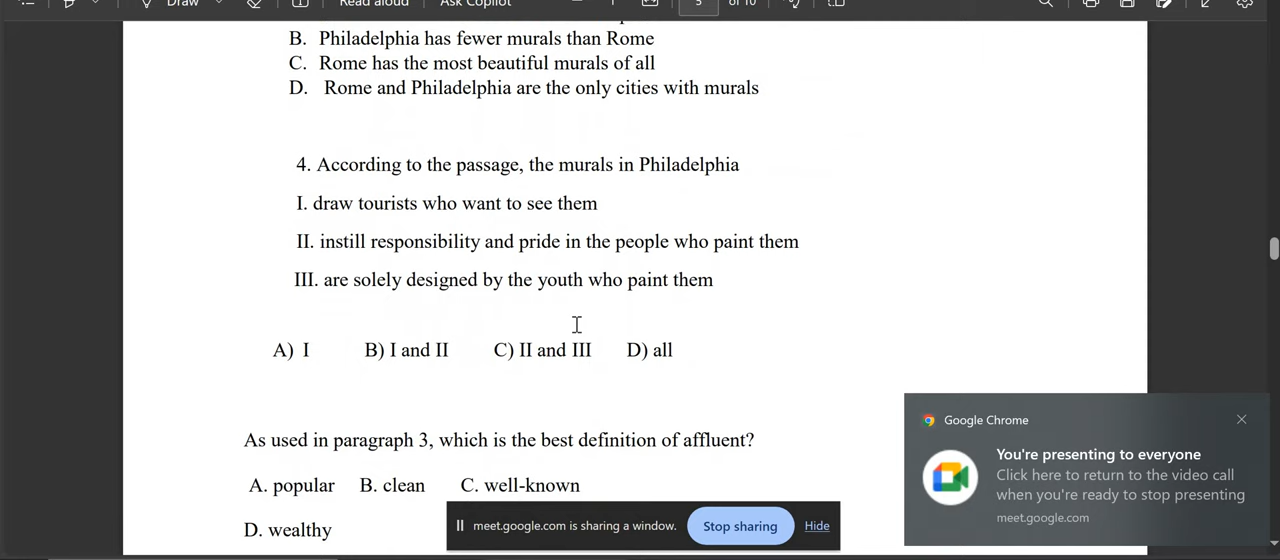 Draw
Read aloud
Ask Copilot
1
5
of 10
B. Philadelphia has fewer murals than Rome
C. Rome has the most beautiful murals of all
D. Rome and Philadelphia are the only cities with murals
4. According to the passage, the murals in Philadelphia
I. draw tourists who want to see them
II. instill responsibility and pride in the people who paint them
III. are solely designed by the youth who paint them
A) I B) I and II C) II and III D) all
As used in paragraph 3, which is the best definition of affluent?
A. popular B. clean C. well-known
D. wealthy
Google Chrome
You're presenting to everyone
Click here to return to the video call
when you're ready to stop presenting
meet.google.com
meet.google.com is sharing a window.
Stop sharing
Hide